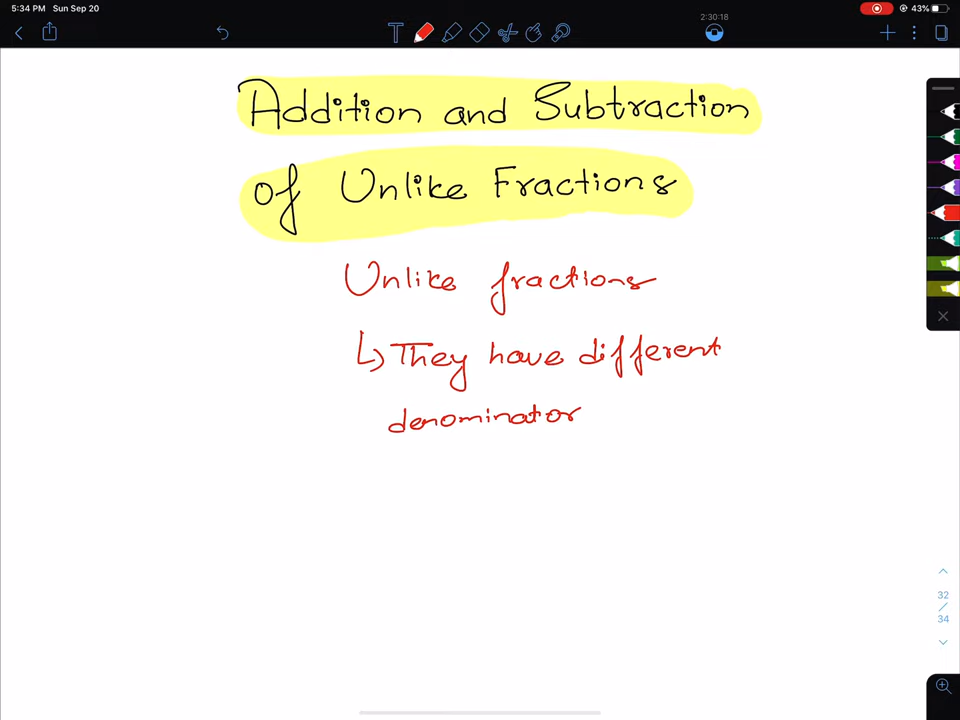 5:34 PM Sun Sep 20
43%
2:30:18
T
Addition and Subtraction
of Unlike Fractions
Unlike fractions
↳ They have different
denominator
32
/
34